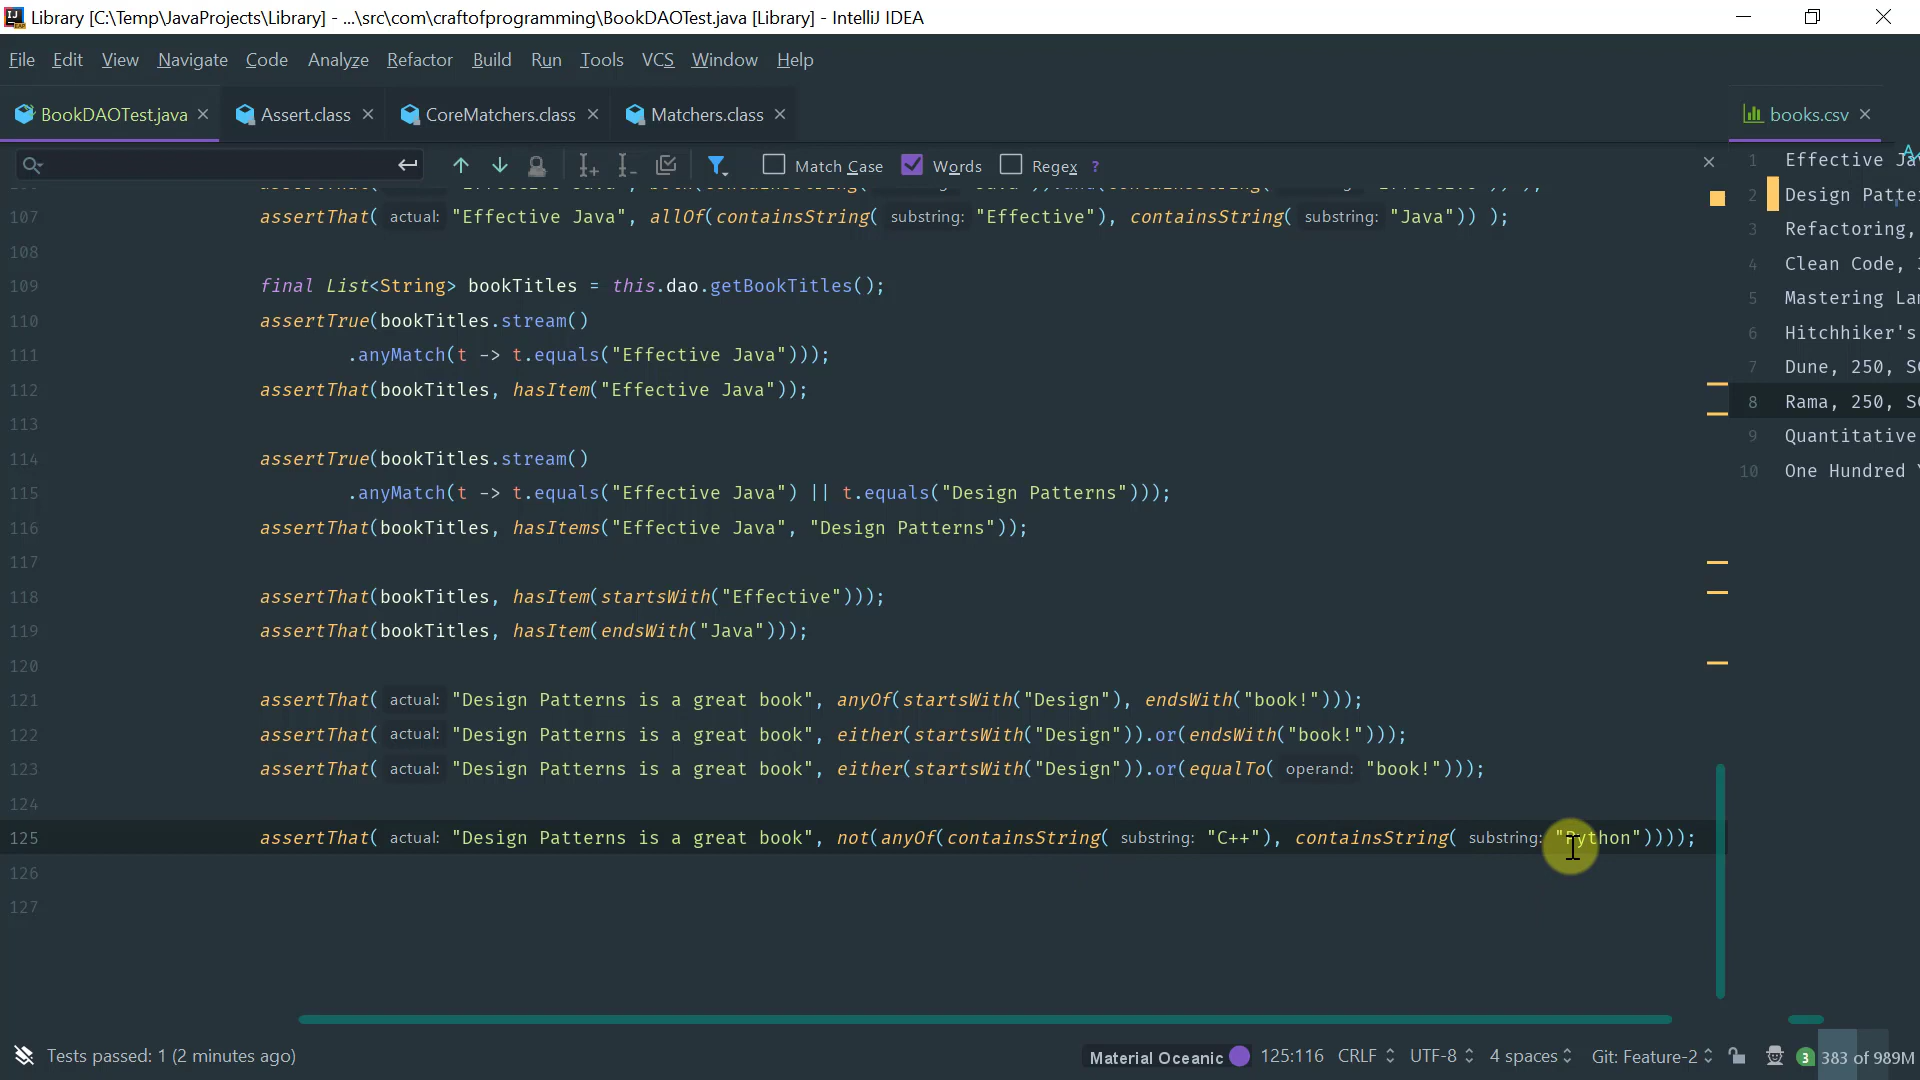 Library [C:\Temp\JavaProjects\Library] - ...\src\com\craftofprogramming\BookDAOTest.java [Library] - IntelliJ IDEA
File Edit View Navigate Code Analyze Refactor Build Run Tools VCS Window Help
BookDAOTest.java Assert.class CoreMatchers.class Matchers.class books.csv
Match Case Words Regex ?
107 assertThat( actual: "Effective Java", allOf(containsString( substring: "Effective"), containsString( substring: "Java")) );
108
109 final List<String> bookTitles = this.dao.getBookTitles();
110 assertTrue(bookTitles.stream()
111 .anyMatch(t -> t.equals("Effective Java")));
112 assertThat(bookTitles, hasItem("Effective Java"));
113
114 assertTrue(bookTitles.stream()
115 .anyMatch(t -> t.equals("Effective Java") || t.equals("Design Patterns")));
116 assertThat(bookTitles, hasItems("Effective Java", "Design Patterns"));
117
118 assertThat(bookTitles, hasItem(startsWith("Effective")));
119 assertThat(bookTitles, hasItem(endsWith("Java")));
120
121 assertThat( actual: "Design Patterns is a great book", anyOf(startsWith("Design"), endsWith("book!")));
122 assertThat( actual: "Design Patterns is a great book", either(startsWith("Design")).or(endsWith("book!")));
123 assertThat( actual: "Design Patterns is a great book", either(startsWith("Design")).or(equalTo( operand: "book!")));
124
125 assertThat( actual: "Design Patterns is a great book", not(anyOf(containsString( substring: "C++"), containsString( substring: "Python"))));
126
127
1 Effective Ja
2 Design Patte
3 Refactoring,
4 Clean Code,
5 Mastering La
6 Hitchhiker's
7 Dune, 250, S
8 Rama, 250, S
9 Quantitative
10 One Hundred
Tests passed: 1 (2 minutes ago) Material Oceanic 125:116 CRLF UTF-8 4 spaces Git: Feature-2 3 383 of 989M